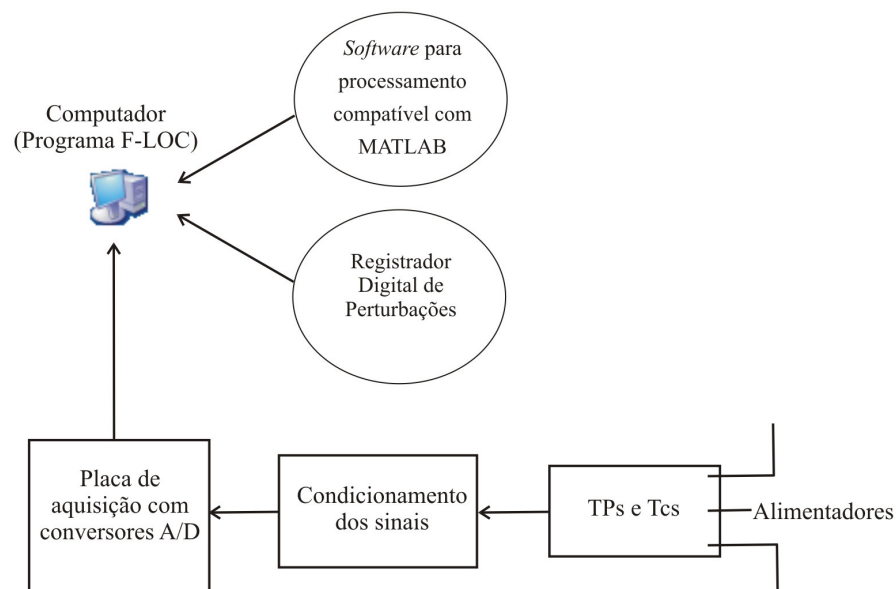 Software para
processamento
compatível com
MATLAB
Computador
(Programa F-LOC)
Registrador
Digital de
Perturbações
Placa de
aquisição com
conversores A/D
Condicionamento
dos sinais
TPs e Tcs
Alimentadores